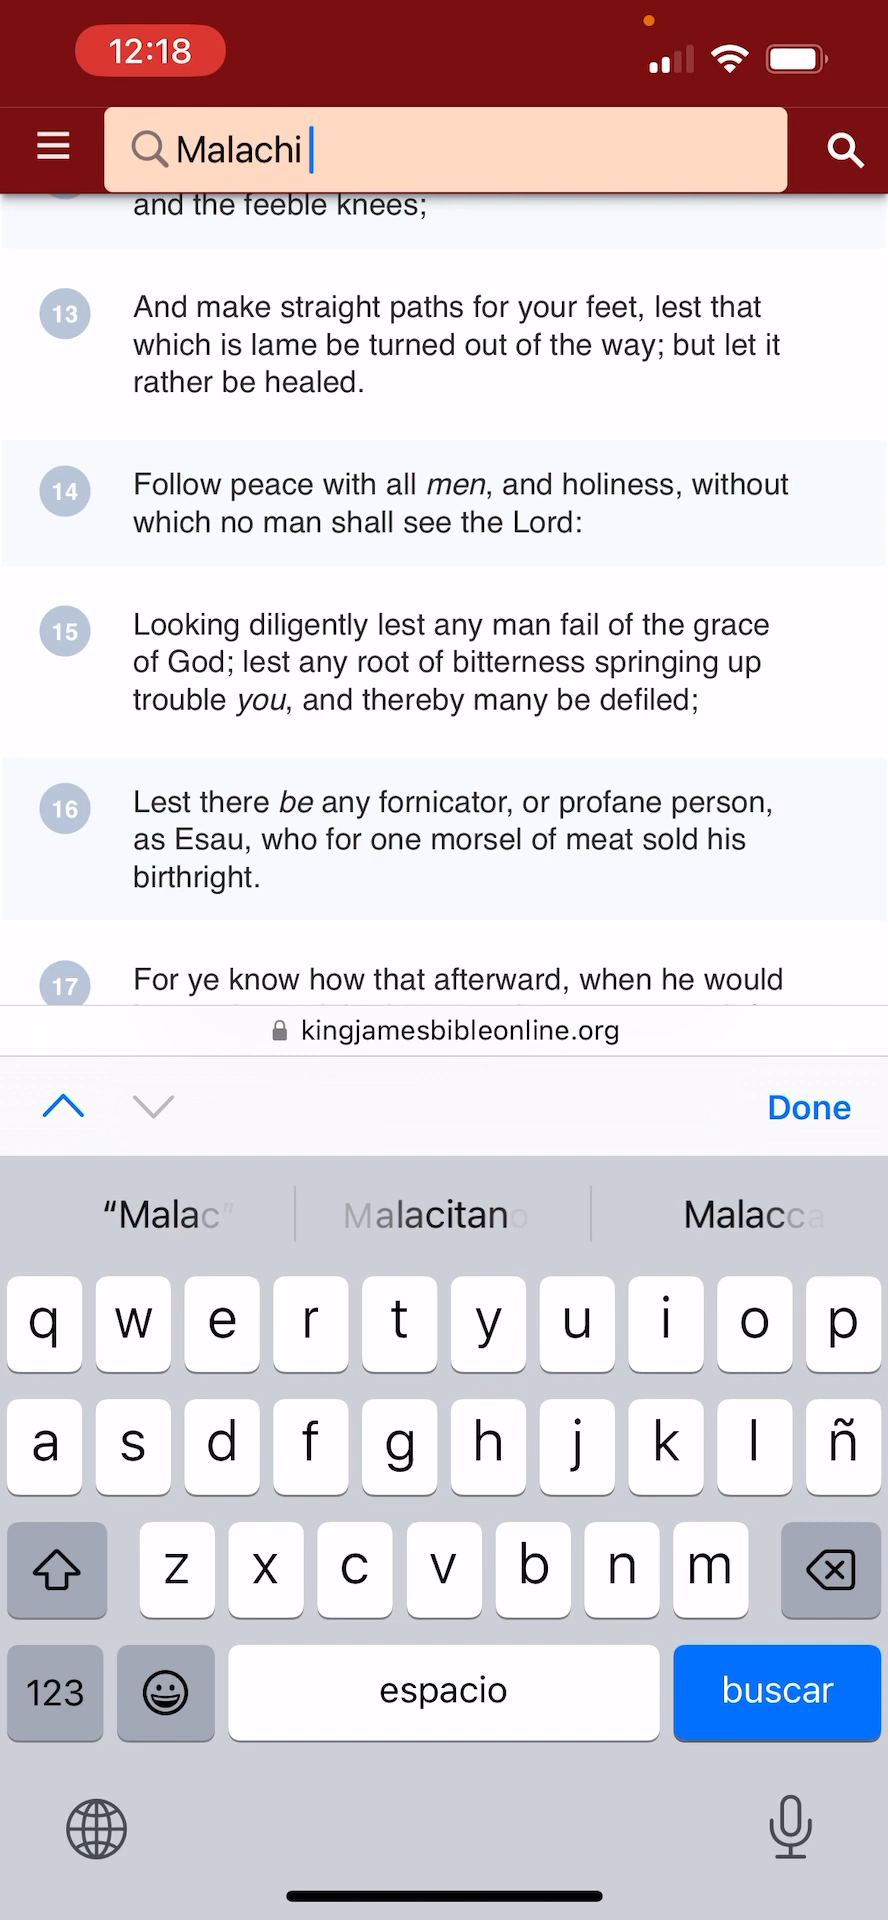 12:18
Malachi
and the feeble knees;
13 And make straight paths for your feet, lest that
which is lame be turned out of the way; but let it
rather be healed.
14 Follow peace with all men, and holiness, without
which no man shall see the Lord:
15 Looking diligently lest any man fail of the grace
of God; lest any root of bitterness springing up
trouble you, and thereby many be defiled;
16 Lest there be any fornicator, or profane person,
as Esau, who for one morsel of meat sold his
birthright.
17 For ye know how that afterward, when he would
kingjamesbibleonline.org
Done
“Malac” Malacitano Malacca
q w e r t y u i o p
a s d f g h j k l ñ
z x c v b n m
123 espacio buscar